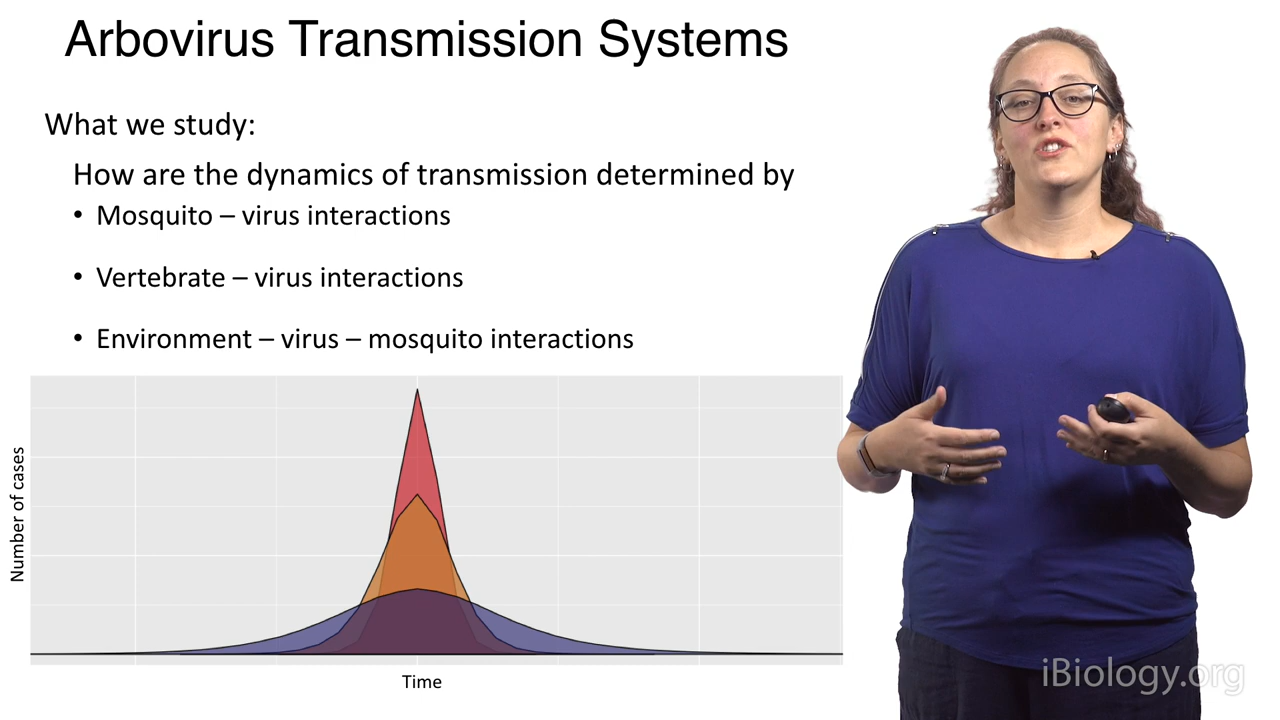 Arbovirus Transmission Systems
What we study:
How are the dynamics of transmission determined by
• Mosquito – virus interactions
• Vertebrate – virus interactions
• Environment – virus – mosquito interactions
Number of cases
Time
iBiology.org